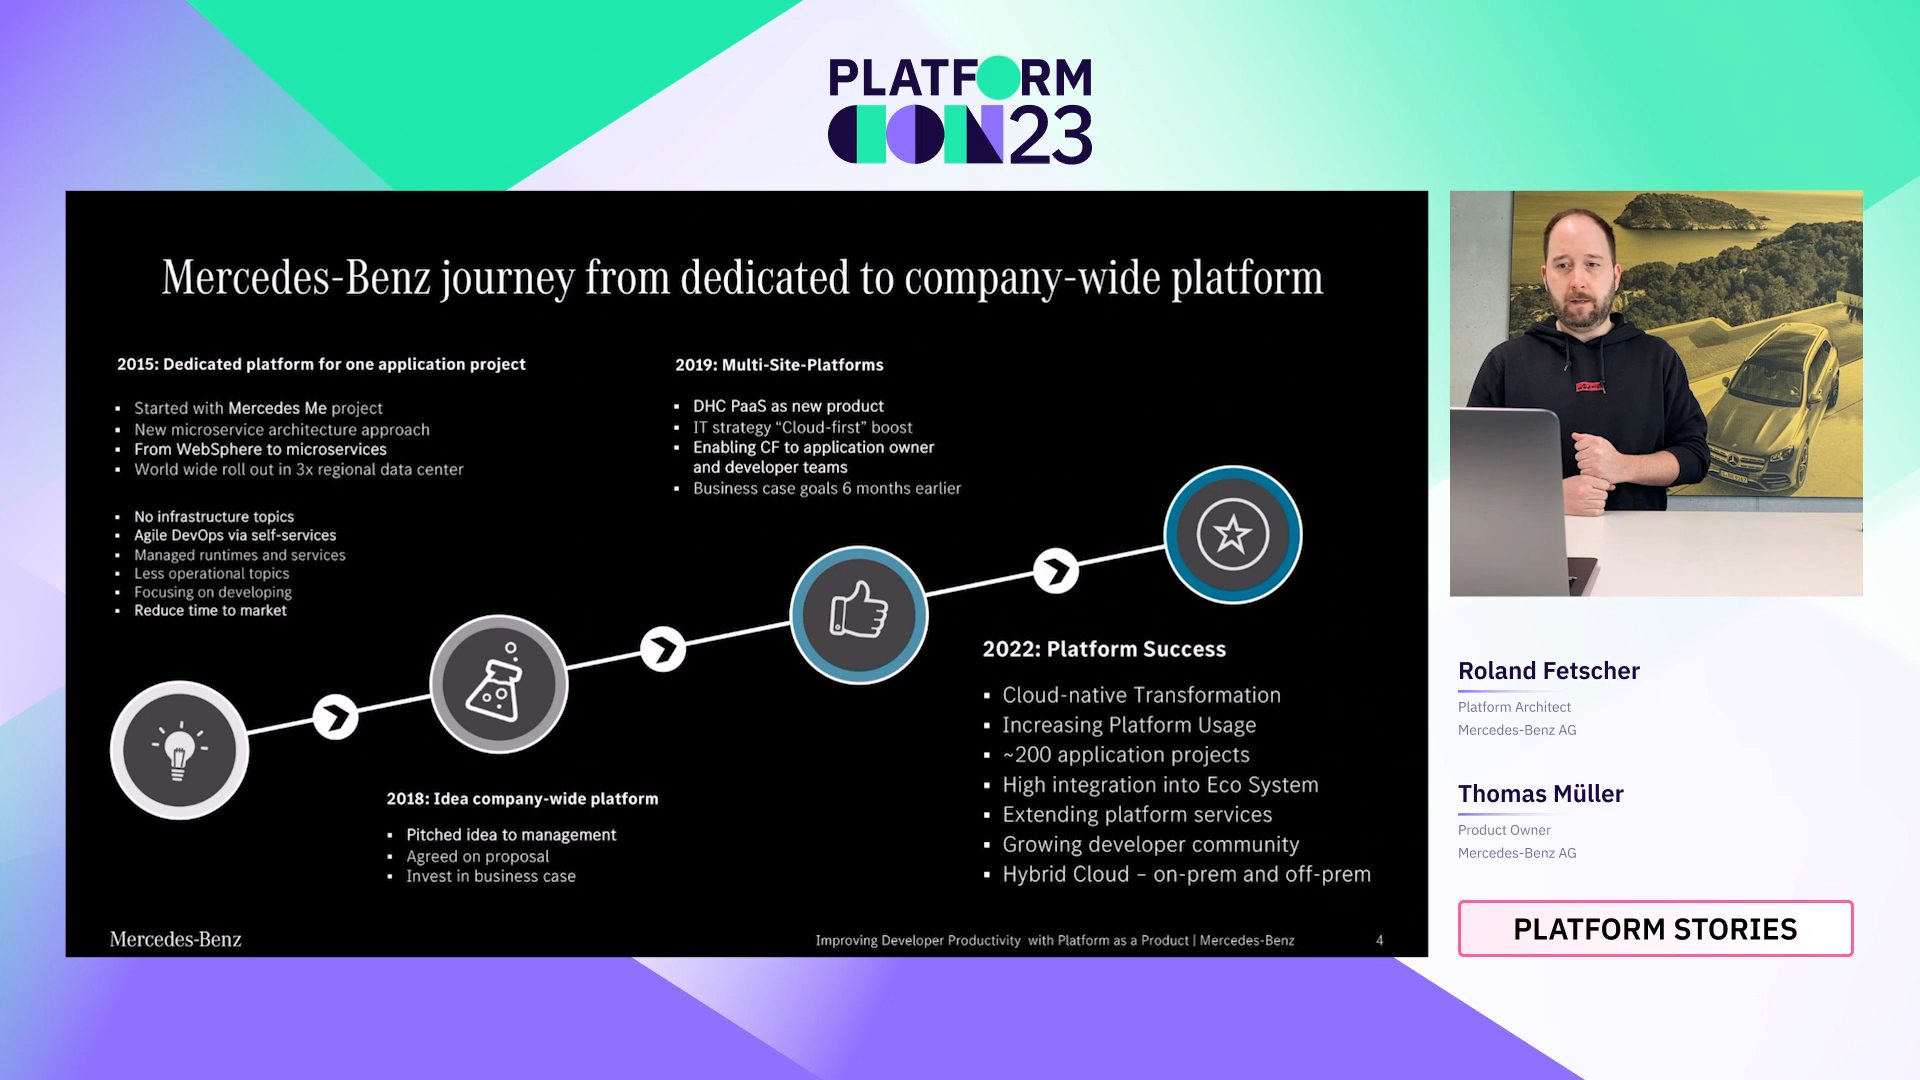 PLATFORM
CON23
Mercedes-Benz journey from dedicated to company-wide platform
2015: Dedicated platform for one application project
Started with Mercedes Me project
New microservice architecture approach
From WebSphere to microservices
World wide roll out in 3x regional data center
No infrastructure topics
Agile DevOps via self-services
Managed runtimes and services
Less operational topics
Focusing on developing
Reduce time to market
2018: Idea company-wide platform
Pitched idea to management
Agreed on proposal
Invest in business case
2019: Multi-Site-Platforms
DHC PaaS as new product
IT strategy “Cloud-first” boost
Enabling CF to application owner
and developer teams
Business case goals 6 months earlier
2022: Platform Success
Cloud-native Transformation
Increasing Platform Usage
~200 application projects
High integration into Eco System
Extending platform services
Growing developer community
Hybrid Cloud – on-prem and off-prem
Mercedes-Benz
Improving Developer Productivity with Platform as a Product | Mercedes-Benz
4
Roland Fetscher
Platform Architect
Mercedes-Benz AG
Thomas Müller
Product Owner
Mercedes-Benz AG
PLATFORM STORIES